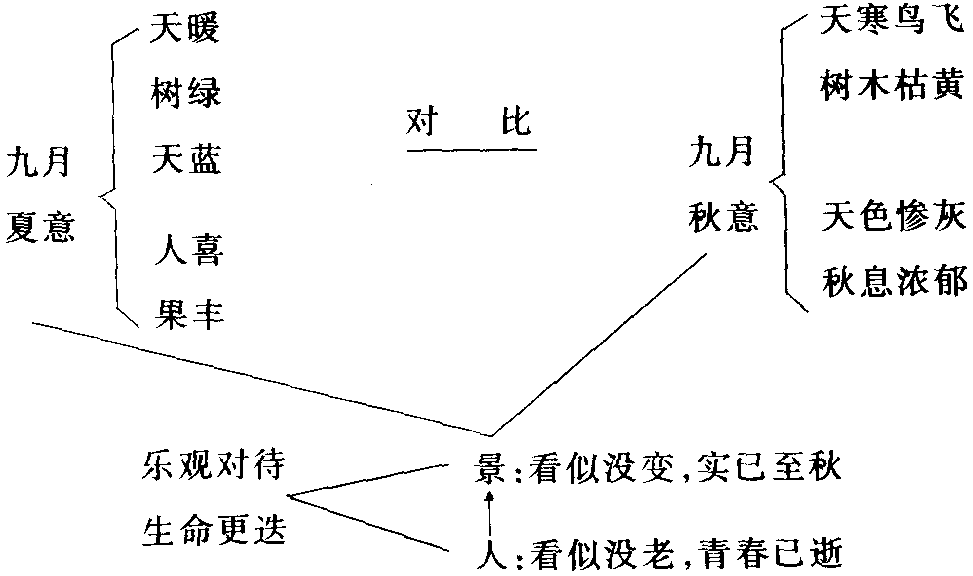 天暖
树绿
天蓝
人喜
果丰
九月
夏意
对 比
九月
秋意
天寒鸟飞
树木枯黄
天色惨灰
秋息浓郁
乐观对待
生命更迭
景:看似没变,实已至秋
人:看似没老,青春已逝